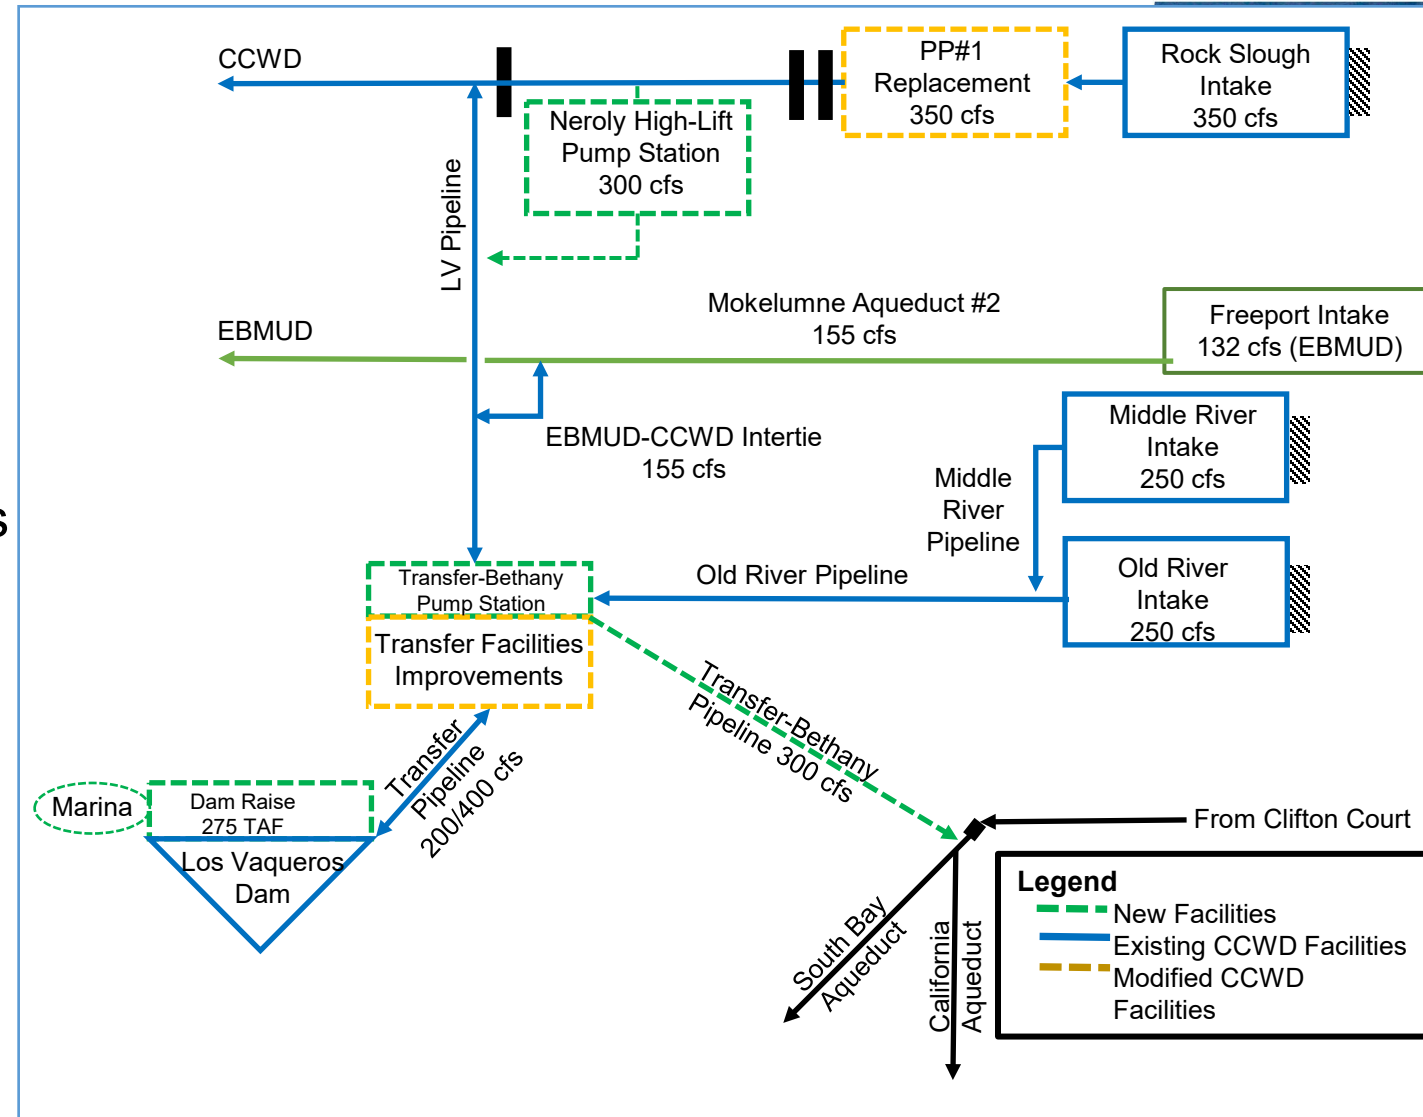 CCWD
PP#1
Replacement
350 cfs
Rock Slough
Intake
350 cfs
Neroly High-Lift
Pump Station
300 cfs
LV Pipeline
EBMUD
Mokelumne Aqueduct #2
155 cfs
Freeport Intake
132 cfs (EBMUD)
EBMUD-CCWD Intertie
155 cfs
Middle River
Intake
250 cfs
Middle
River
Pipeline
s
Old River Pipeline
Old River
Intake
250 cfs
Transfer-Bethany
Pump Station
Transfer Facilities
Improvements
Transfer-Bethany
Pipeline 300 cfs
Transfer
Pipeline
200/400 cfs
Marina
Dam Raise
275 TAF
Los Vaqueros
Dam
From Clifton Court
South Bay
Aqueduct
California
Aqueduct
Legend
New Facilities
Existing CCWD Facilities
Modified CCWD
Facilities